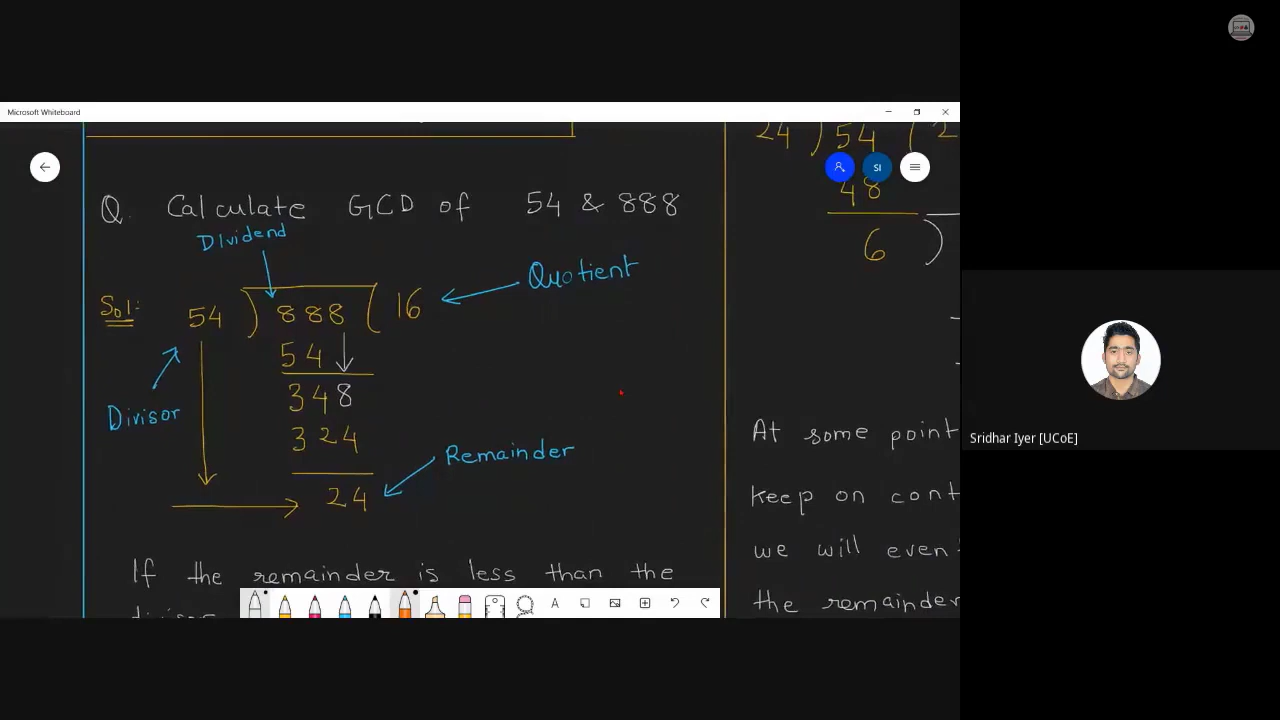 Microsoft Whiteboard
Q. Calculate GCD of 54 & 888
Dividend
Quotient
Sol: 54 ) 888 ( 16
54
348
Divisor
324
Remainder
24
If the remainder is less than the
24 ) 54 ( 2
SI
48
6 )
At some point
keep on cont
we will event
the remainder
Sridhar Iyer [UCoE]